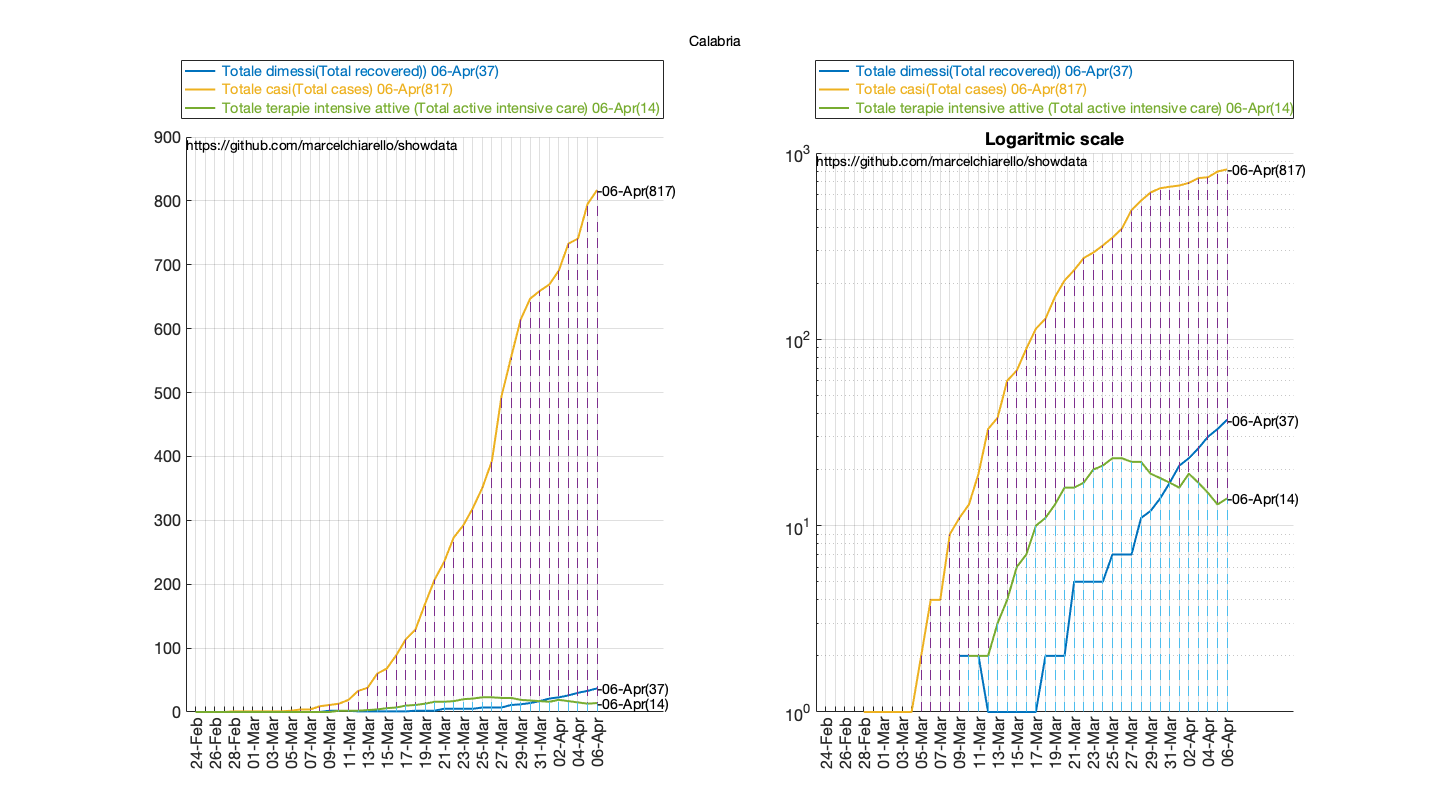 Calabria
Totale dimessi(Total recovered)) 06-Apr(37)
Totale casi(Total cases) 06-Apr(817)
Totale terapie intensive attive (Total active intensive care) 06-Apr(14)
https://github.com/marcelchiarello/showdata
900
800
700
600
500
400
300
200
100
0
-06-Apr(817)
-06-Apr(37)
-06-Apr(14)
24-Feb
26-Feb
28-Feb
01-Mar
03-Mar
05-Mar
07-Mar
09-Mar
11-Mar
13-Mar
15-Mar
17-Mar
19-Mar
21-Mar
23-Mar
25-Mar
27-Mar
29-Mar
31-Mar
02-Apr
04-Apr
06-Apr
Totale dimessi(Total recovered)) 06-Apr(37)
Totale casi(Total cases) 06-Apr(817)
Totale terapie intensive attive (Total active intensive care) 06-Apr(14)
Logaritmic scale
https://github.com/marcelchiarello/showdata
10³
10²
10¹
10⁰
-06-Apr(817)
-06-Apr(37)
-06-Apr(14)
24-Feb
26-Feb
28-Feb
01-Mar
03-Mar
05-Mar
07-Mar
09-Mar
11-Mar
13-Mar
15-Mar
17-Mar
19-Mar
21-Mar
23-Mar
25-Mar
27-Mar
29-Mar
31-Mar
02-Apr
04-Apr
06-Apr